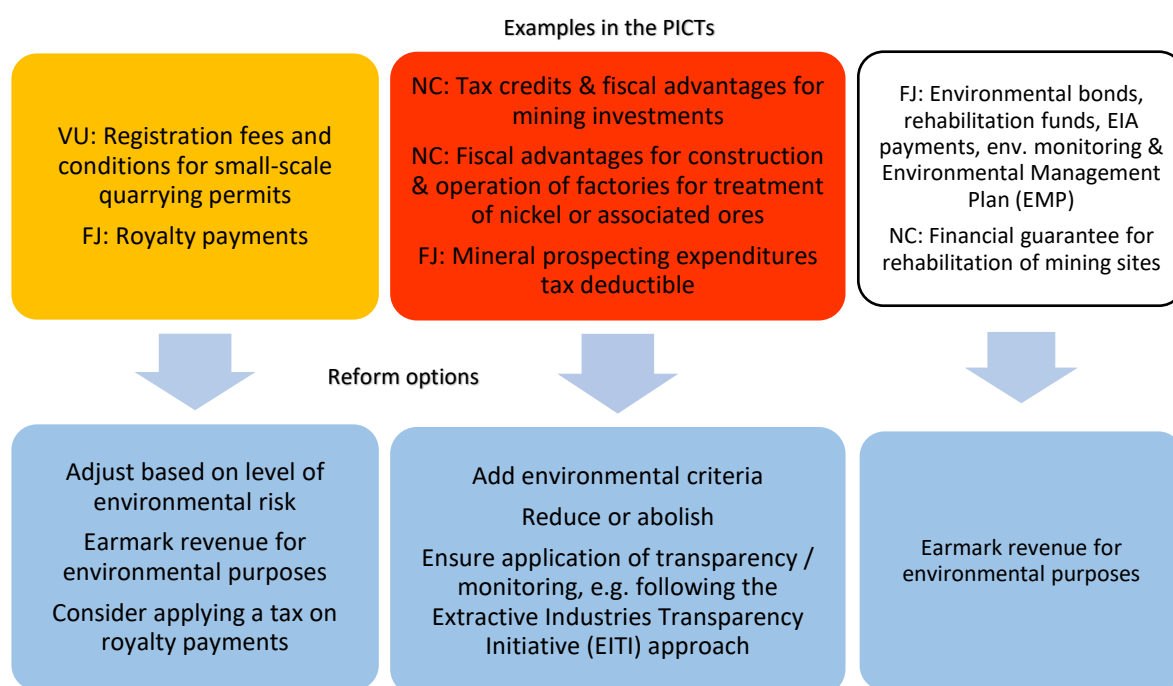 Examples in the PICTs
VU: Registration fees and
conditions for small-scale
quarrying permits
FJ: Royalty payments
NC: Tax credits & fiscal advantages for
mining investments
NC: Fiscal advantages for construction
& operation of factories for treatment
of nickel or associated ores
FJ: Mineral prospecting expenditures
tax deductible
FJ: Environmental bonds,
rehabilitation funds, EIA
payments, env. monitoring &
Environmental Management
Plan (EMP)
NC: Financial guarantee for
rehabilitation of mining sites
Reform options
Adjust based on level of
environmental risk
Earmark revenue for
environmental purposes
Consider applying a tax on
royalty payments
Add environmental criteria
Reduce or abolish
Ensure application of transparency /
monitoring, e.g. following the
Extractive Industries Transparency
Initiative (EITI) approach
Earmark revenue for
environmental purposes